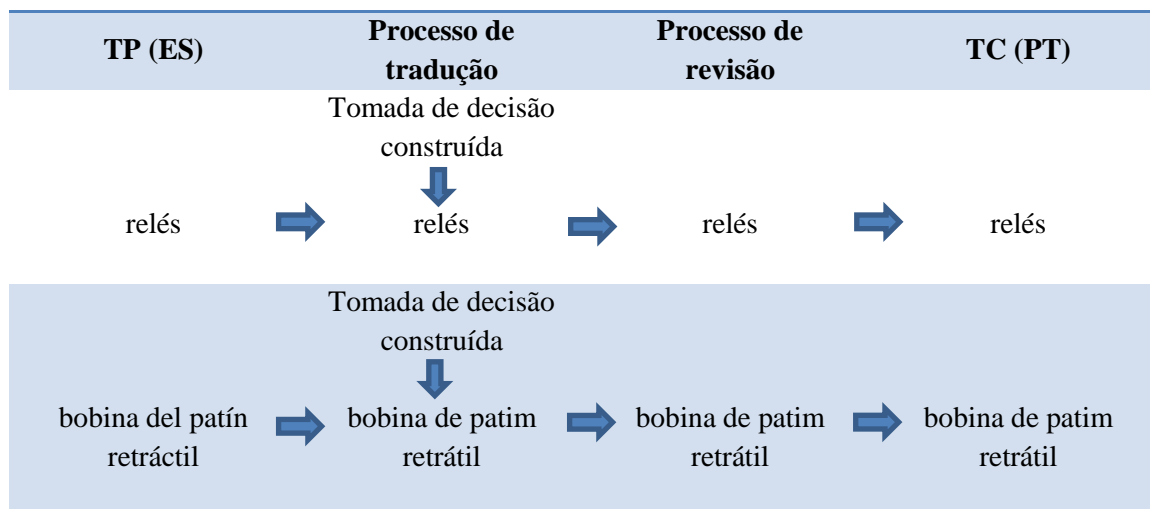 TP (ES)
Processo de
tradução
Processo de
revisão
TC (PT)
Tomada de decisão
construída
relés
relés
relés
relés
Tomada de decisão
construída
bobina del patín
retráctil
bobina de patim
retrátil
bobina de patim
retrátil
bobina de patim
retrátil